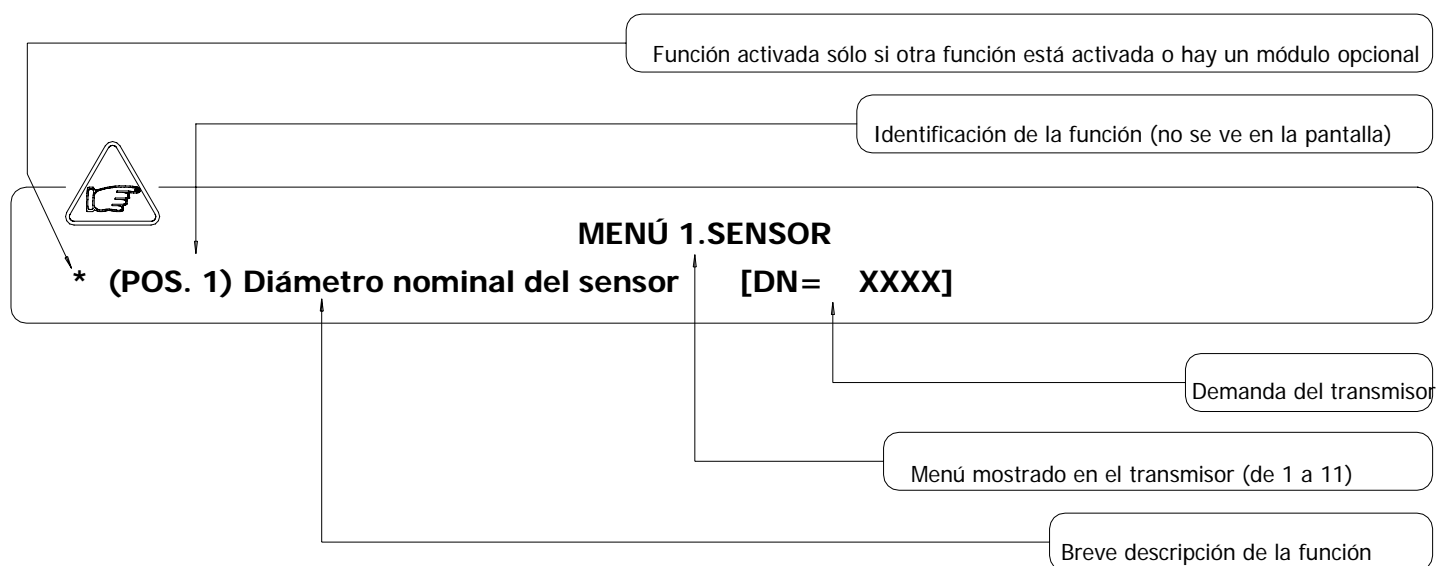 Función activada sólo si otra función está activada o hay un módulo opcional
Identificación de la función (no se ve en la pantalla)
MENÚ 1.SENSOR
* (POS. 1) Diámetro nominal del sensor [DN= XXXX]
Demanda del transmisor
Menú mostrado en el transmisor (de 1 a 11)
Breve descripción de la función